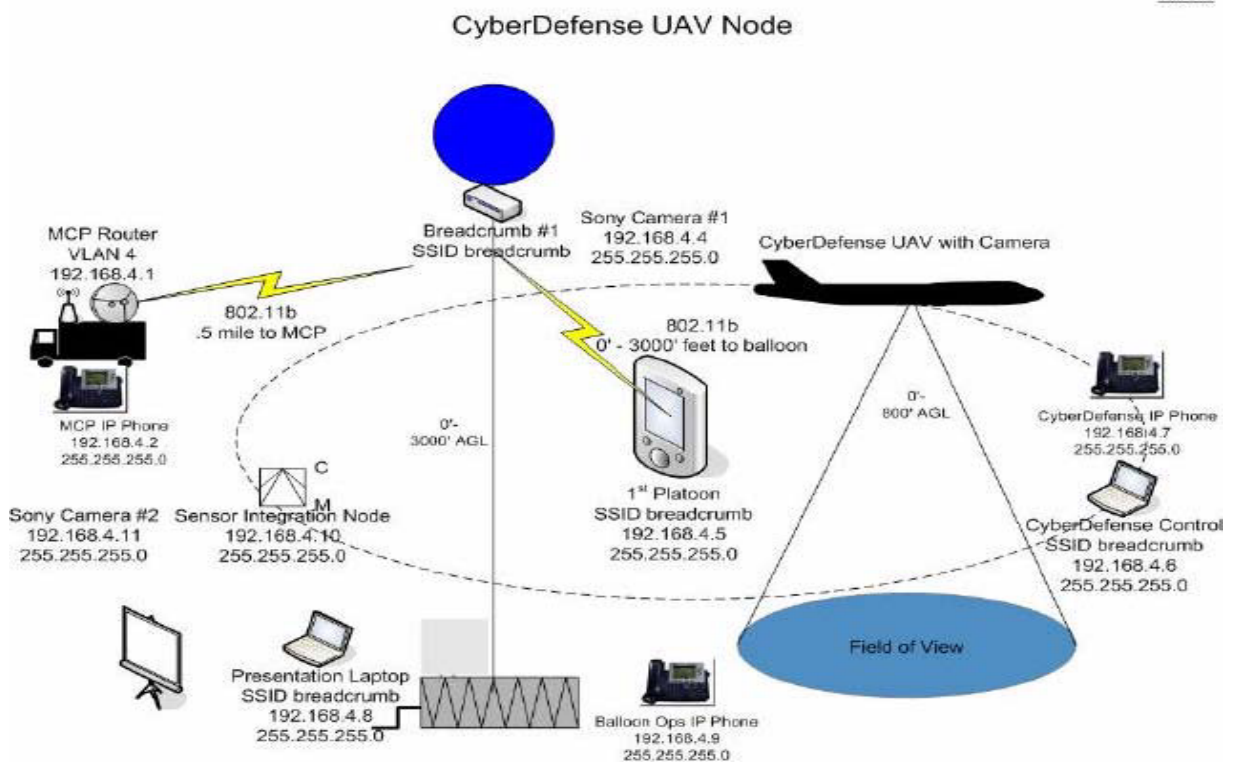 CyberDefense UAV Node
MCP Router
VLAN 4
192.168.4.1
802.11b
.5 mile to MCP
MCP IP Phone
192.168.4.2
255.255.255.0
Breadcrumb #1
SSID breadcrumb
Sony Camera #1
192.168.4.4
255.255.255.0
CyberDefense UAV with Camera
802.11b
0' - 3000' feet to balloon
0'-
3000' AGL
0'-
800' AGL
CyberDefense IP Phone
192.168.4.7
255.255.255.0
C
M
Sony Camera #2
192.168.4.11
255.255.255.0
Sensor Integration Node
192.168.4.10
255.255.255.0
1st Platoon
SSID breadcrumb
192.168.4.5
255.255.255.0
CyberDefense Control
SSID breadcrumb
192.168.4.6
255.255.255.0
Field of View
Presentation Laptop
SSID breadcrumb
192.168.4.8
255.255.255.0
Balloon Ops IP Phone
192.168.4.9
255.255.255.0